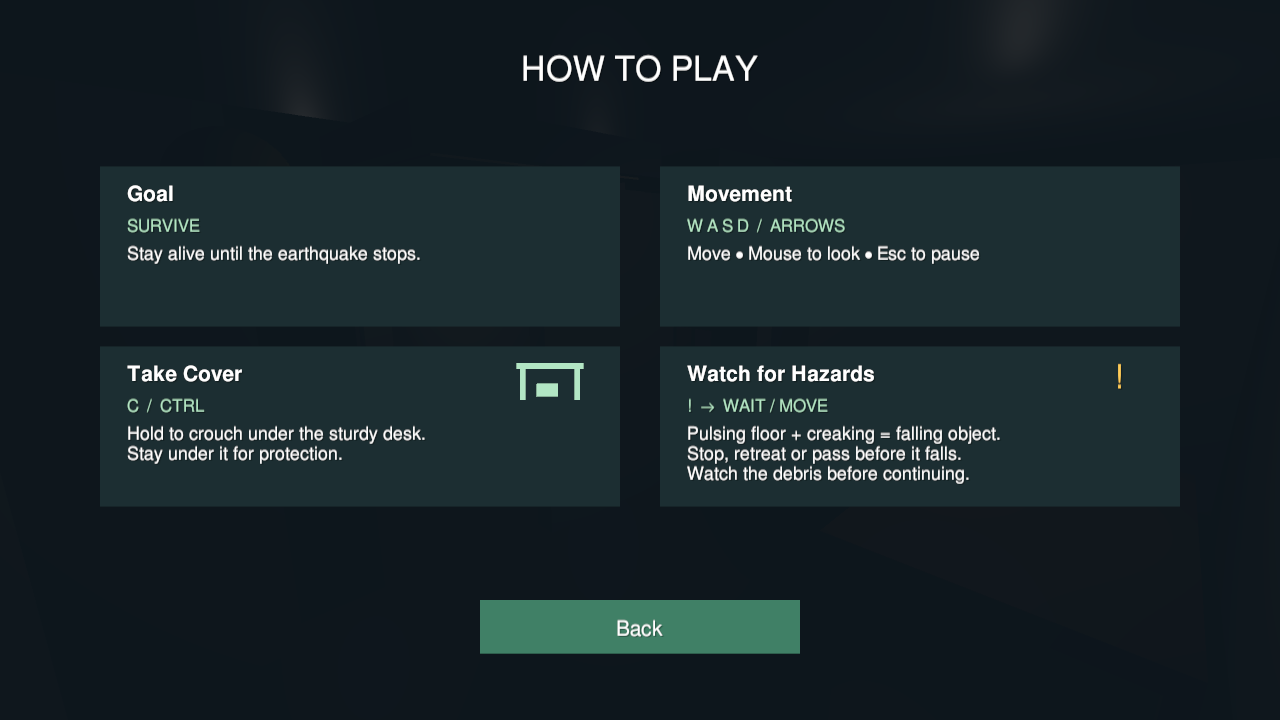 HOW TO PLAY
Goal
SURVIVE
Stay alive until the earthquake stops.
Movement
W A S D / ARROWS
Move • Mouse to look • Esc to pause
Take Cover
C / CTRL
Hold to crouch under the sturdy desk.
Stay under it for protection.
Watch for Hazards
!
! → WAIT / MOVE
Pulsing floor + creaking = falling object.
Stop, retreat or pass before it falls.
Watch the debris before continuing.
Back